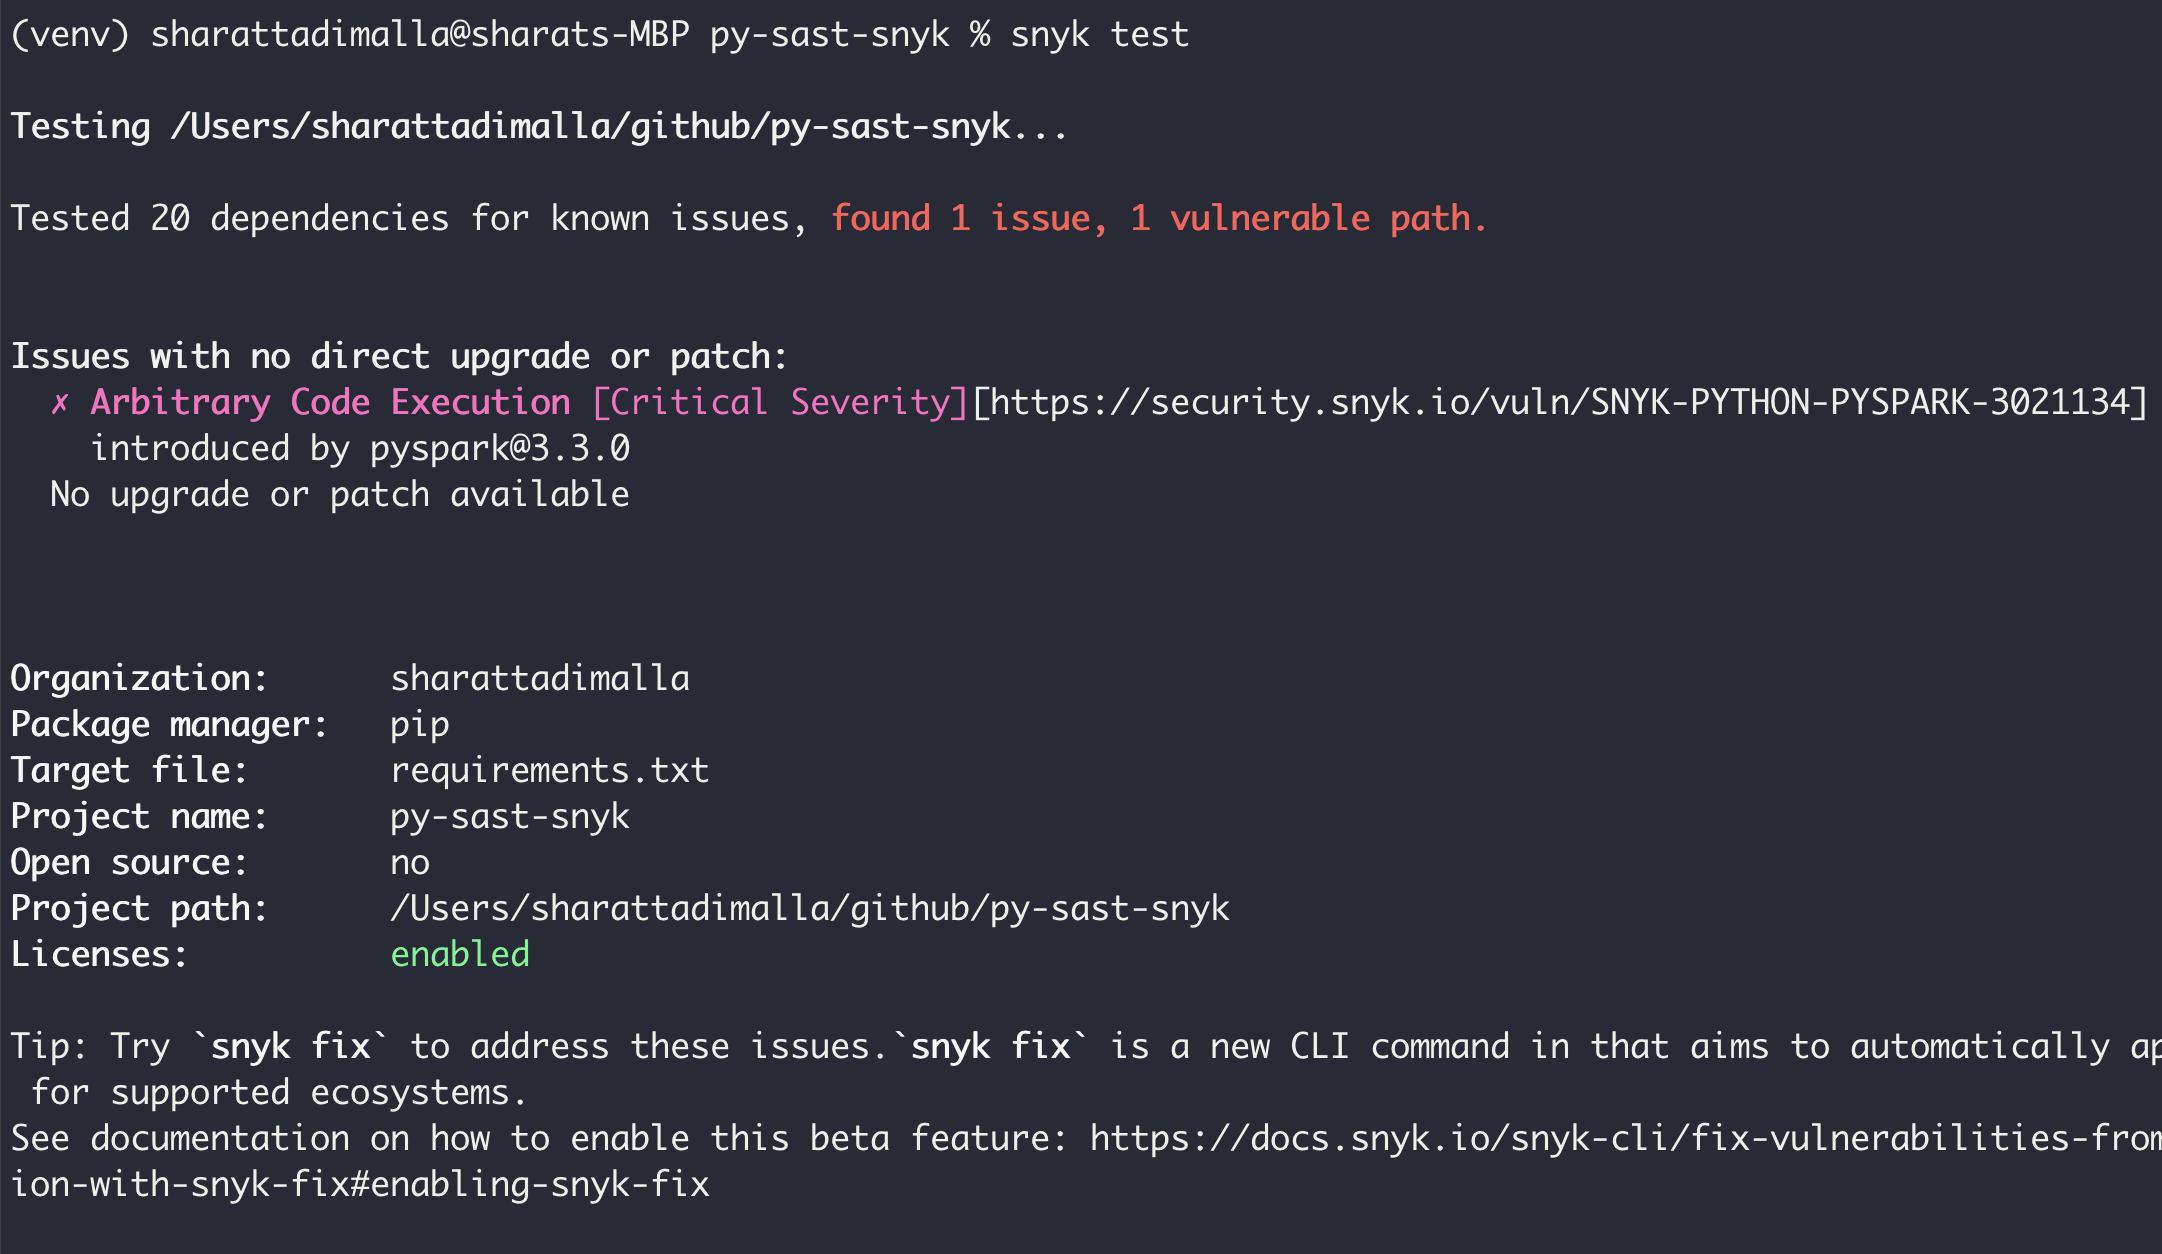 (venv) sharattadimalla@sharats-MBP py-sast-snyk % snyk test
Testing /Users/sharattadimalla/github/py-sast-snyk...
Tested 20 dependencies for known issues, found 1 issue, 1 vulnerable path.
Issues with no direct upgrade or patch:
✗ Arbitrary Code Execution [Critical Severity][https://security.snyk.io/vuln/SNYK-PYTHON-PYSPARK-3021134]
introduced by pyspark@3.3.0
No upgrade or patch available
Organization: sharattadimalla
Package manager: pip
Target file: requirements.txt
Project name: py-sast-snyk
Open source: no
Project path: /Users/sharattadimalla/github/py-sast-snyk
Licenses: enabled
Tip: Try `snyk fix` to address these issues.`snyk fix` is a new CLI command in that aims to automatically ap
for supported ecosystems.
See documentation on how to enable this beta feature: https://docs.snyk.io/snyk-cli/fix-vulnerabilities-from
ion-with-snyk-fix#enabling-snyk-fix